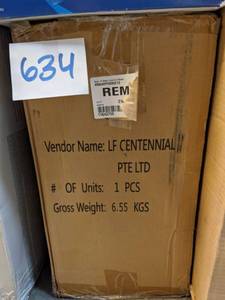 634
REM
Vendor Name: LF CENTENNIAL
PTE LTD
# OF Units: 1 PCS
Gross Weight: 6.55 KGS